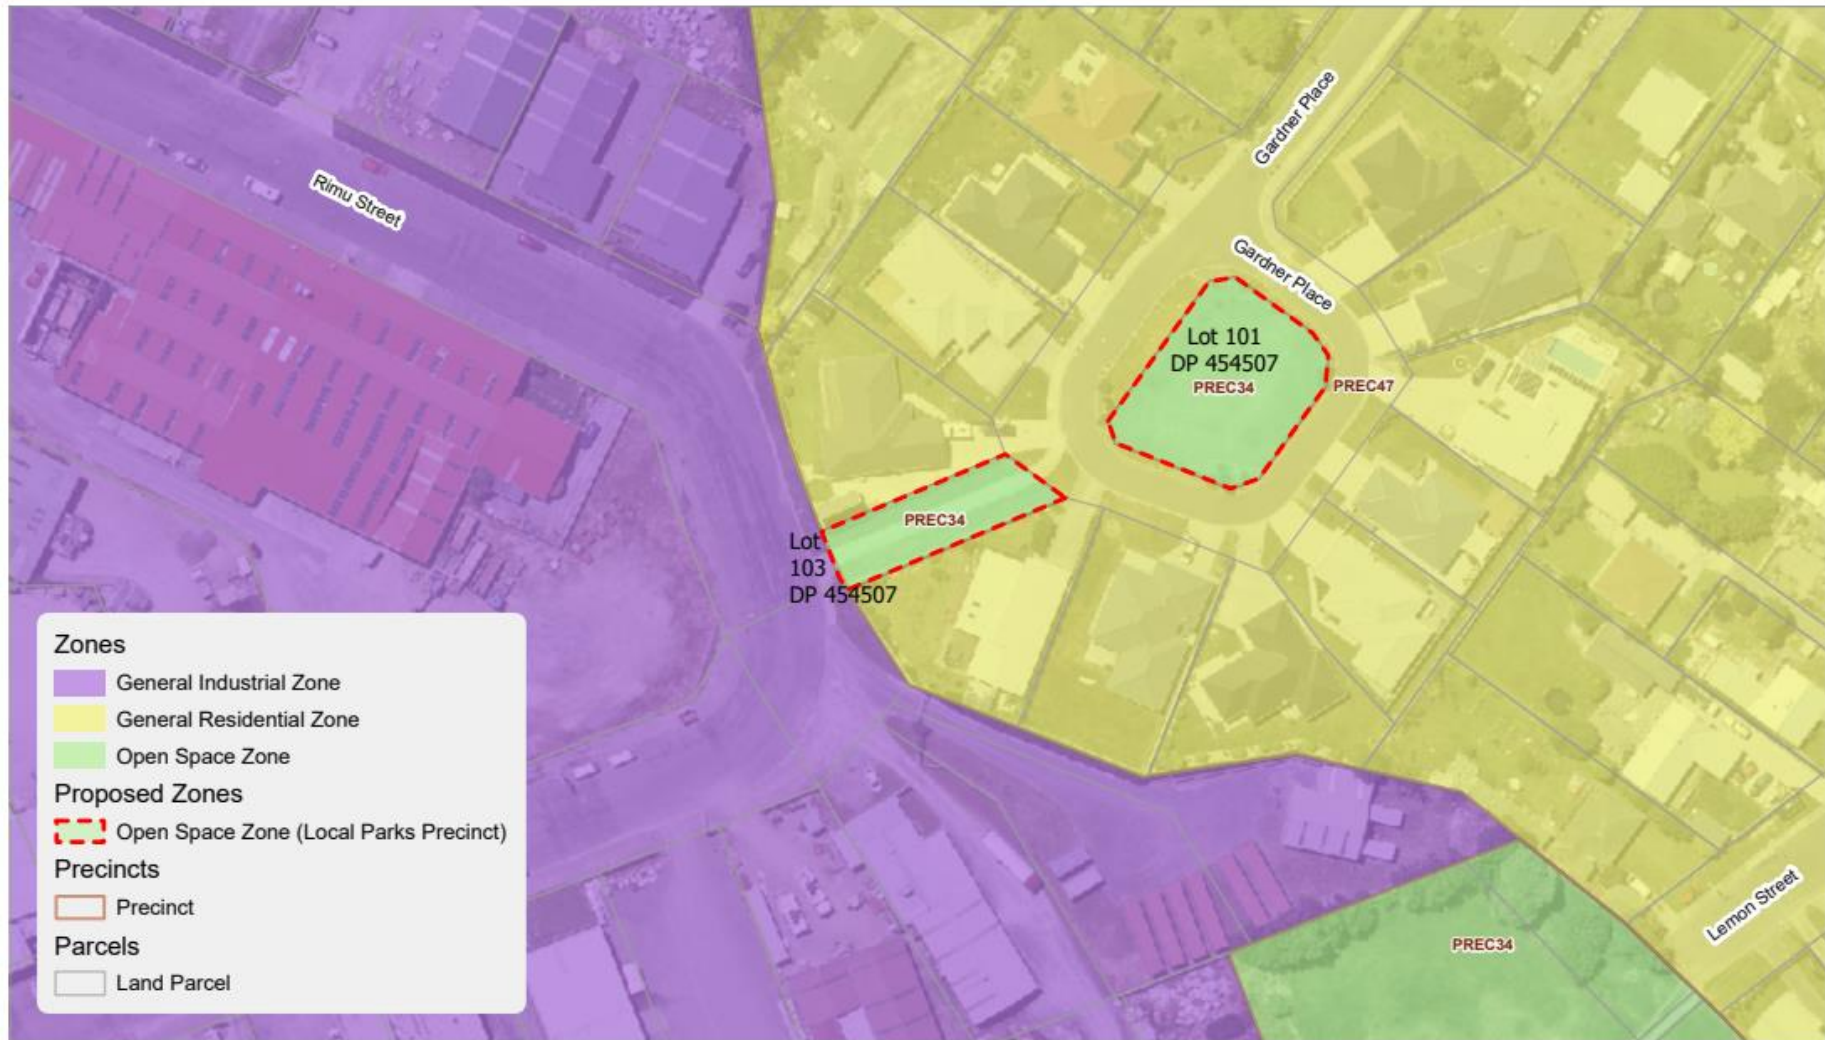 Gardner Place
Rimu Street
Gardner Place
Lot 101
DP 454507
PREC34
PREC47
PREC34
Lot
103
DP 454507
Zones
General Industrial Zone
General Residential Zone
Open Space Zone
Proposed Zones
Open Space Zone (Local Parks Precinct)
Precincts
Precinct
Parcels
Land Parcel
Lemon Street
PREC34